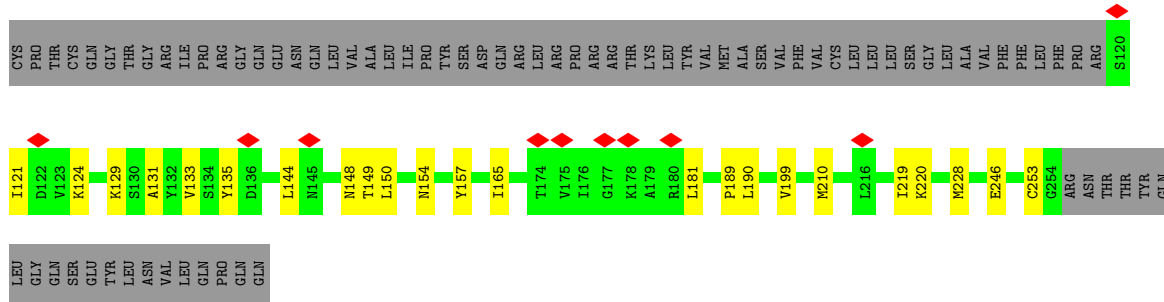 CYS PRO THR CYS GLN GLY THR GLY ARG ILE PRO ARG GLY GLN GLU ASN GLN LEU VAL ALA LEU ILE PRO TYR SER ASP GLN ARG LEU ARG PRO ARG ARG THR LYS LEU TYR VAL MET ALA SER VAL PHE VAL CYS LEU LEU LEU SER GLY LEU ALA VAL PHE PHE LEU PHE PRO ARG S120
I121 D122 V123 K124 K129 S130 A131 Y132 V133 S134 Y135 D136 L144 N145 N148 T149 L150 N154 Y157 I165 T174 V175 I176 G177 K178 A179 R180 L181 P189 L190 V199 M210 L216 I219 K220 M228 E246 C253 G254 ARG ASN THR THR TYR GLN
LEU GLY GLN SER GLU TYR LEU ASN VAL LEU GLN PRO GLN GLN